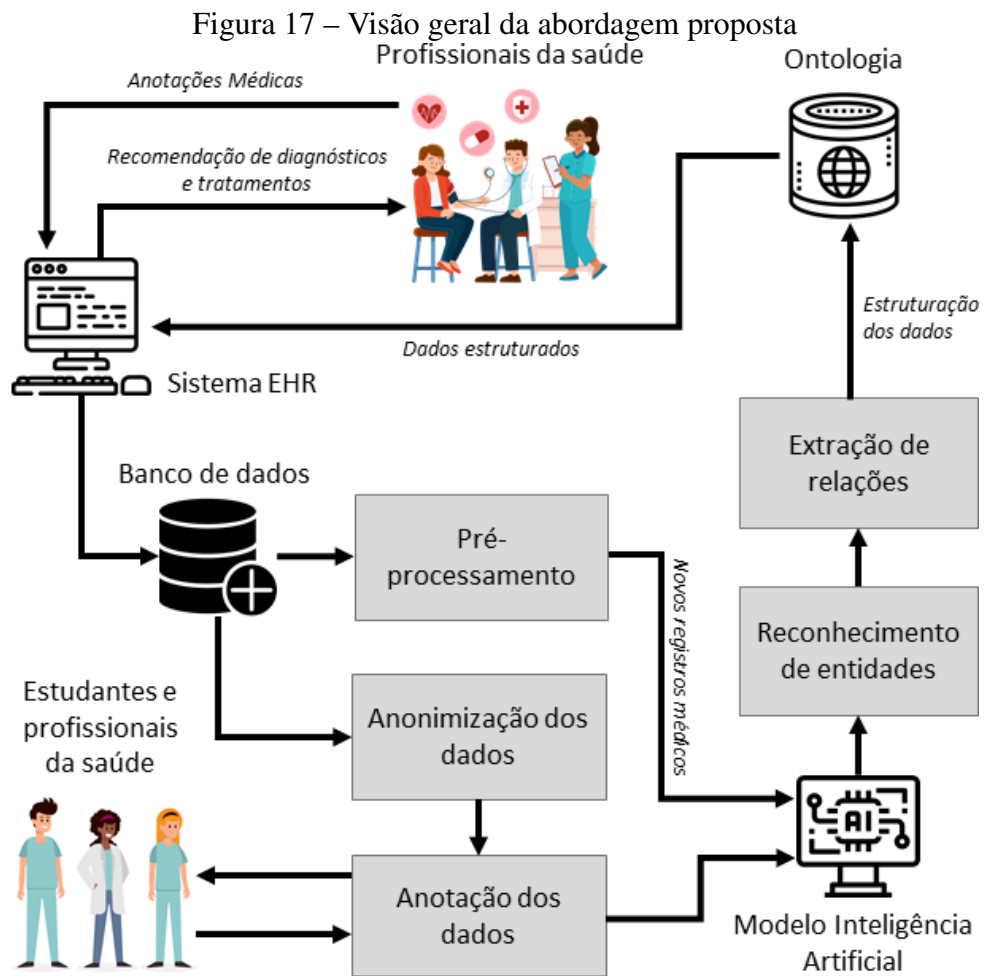 Figura 17 – Visão geral da abordagem proposta
Profissionais da saúde
Ontologia
Anotações Médicas
Recomendação de diagnósticos
e tratamentos
Estruturação
dos dados
Dados estruturados
Sistema EHR
Extração de
relações
Banco de dados
Pré-
processamento
Novos registros médicos
Reconhecimento
de entidades
Estudantes e
profissionais
da saúde
Anonimização dos
dados
AI
Anotação dos
dados
Modelo Inteligência
Artificial